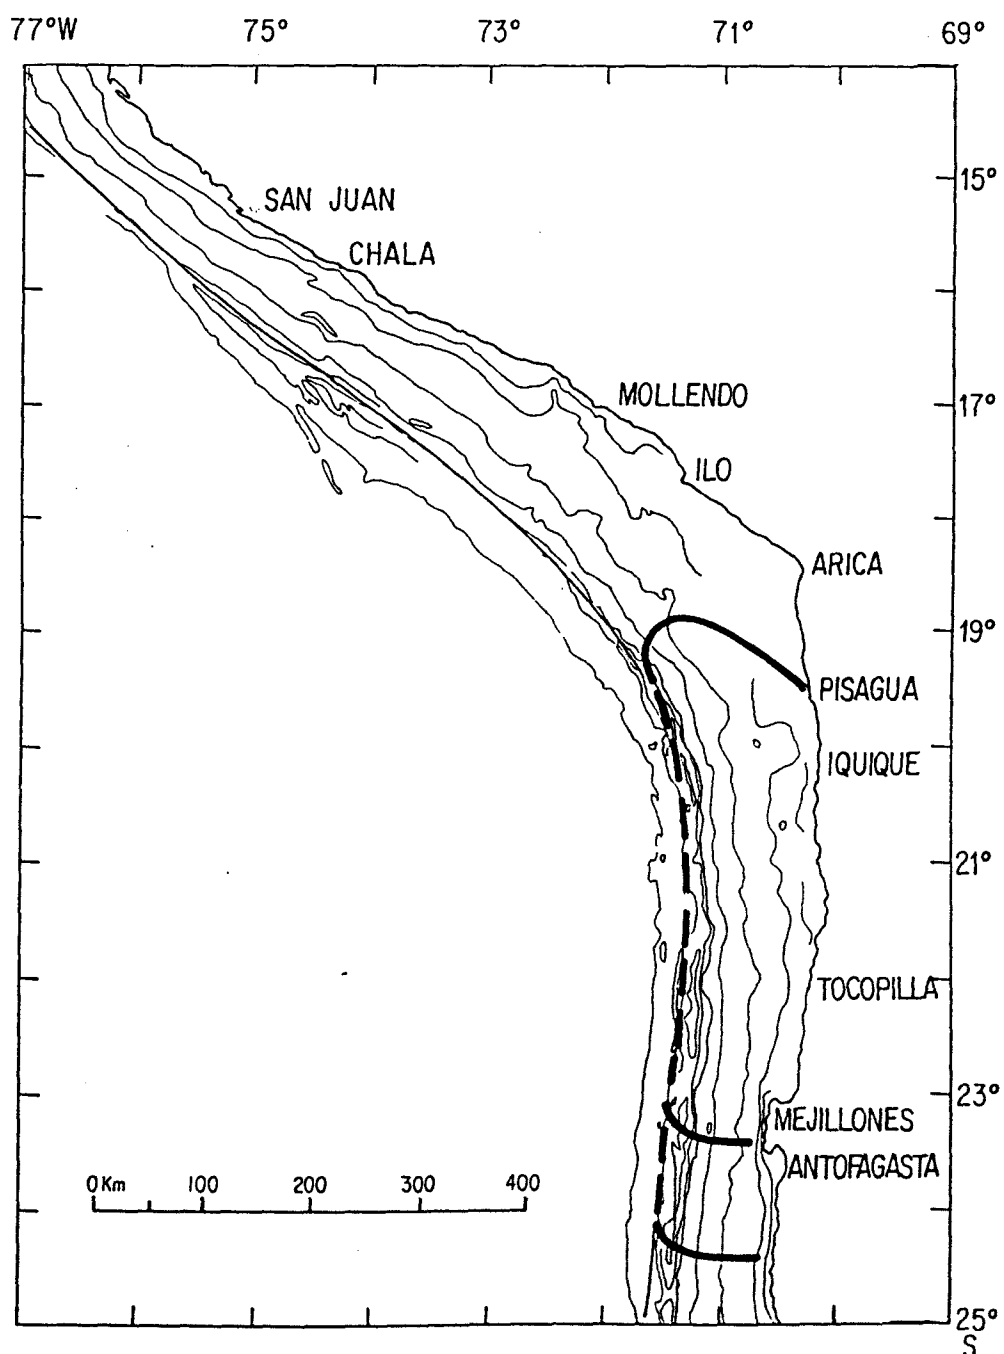 77°W 75° 73° 71° 69°
15°
SAN JUAN
CHALA
MOLLENDO
17°
ILO
ARICA
19°
PISAGUA
IQUIQUE
21°
TOCOPILLA
23°
MEJILLONES
ANTOFAGASTA
0 Km 100 200 300 400
25°
S